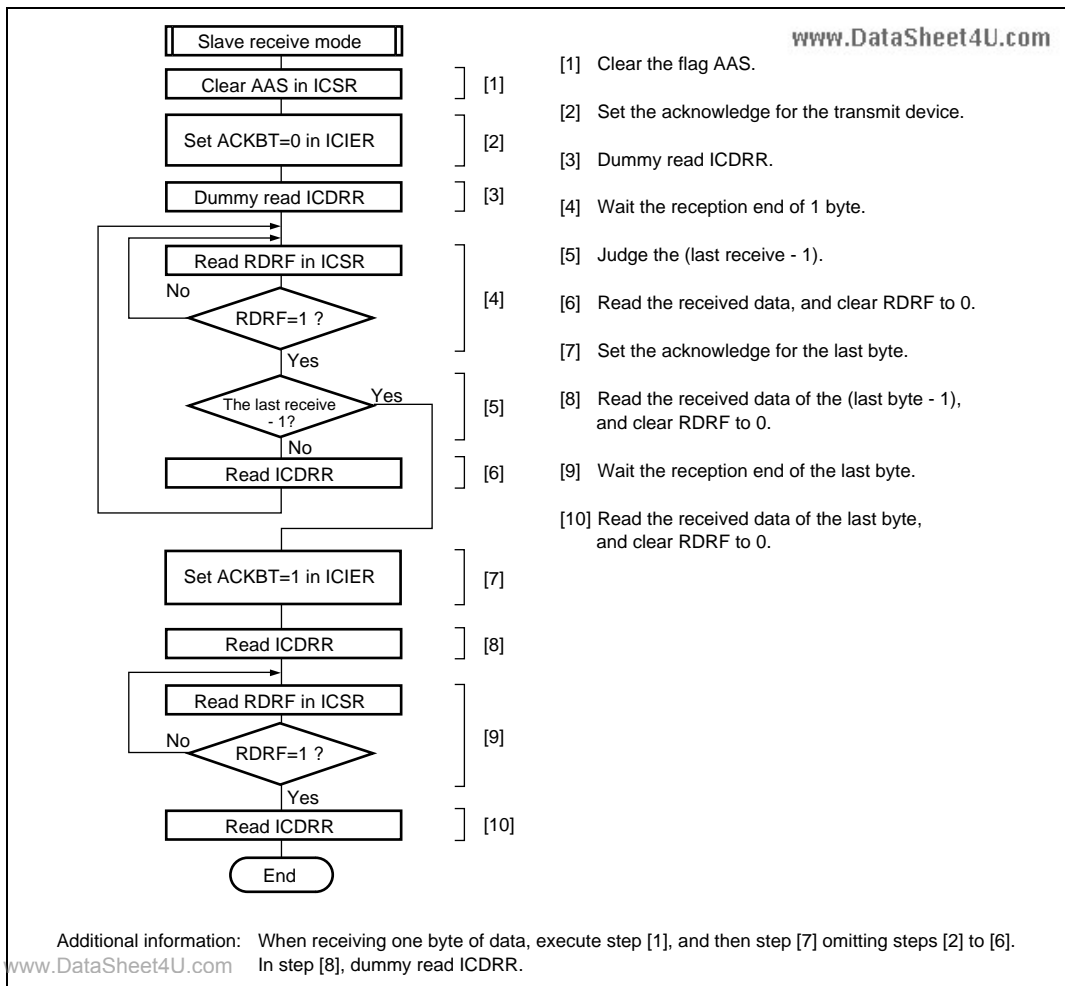 www.DataSheet4U.com
Slave receive mode
Clear AAS in ICSR
[1]
Set ACKBT=0 in ICIER
[2]
Dummy read ICDRR
[3]
Read RDRF in ICSR
No
RDRF=1 ?
[4]
Yes
The last receive
- 1?
Yes
[5]
No
Read ICDRR
[6]
Set ACKBT=1 in ICIER
[7]
Read ICDRR
[8]
Read RDRF in ICSR
No
RDRF=1 ?
[9]
Yes
Read ICDRR
[10]
End
[1] Clear the flag AAS.
[2] Set the acknowledge for the transmit device.
[3] Dummy read ICDRR.
[4] Wait the reception end of 1 byte.
[5] Judge the (last receive - 1).
[6] Read the received data, and clear RDRF to 0.
[7] Set the acknowledge for the last byte.
[8] Read the received data of the (last byte - 1),
and clear RDRF to 0.
[9] Wait the reception end of the last byte.
[10] Read the received data of the last byte,
and clear RDRF to 0.
Additional information: When receiving one byte of data, execute step [1], and then step [7] omitting steps [2] to [6].
In step [8], dummy read ICDRR.
www.DataSheet4U.com